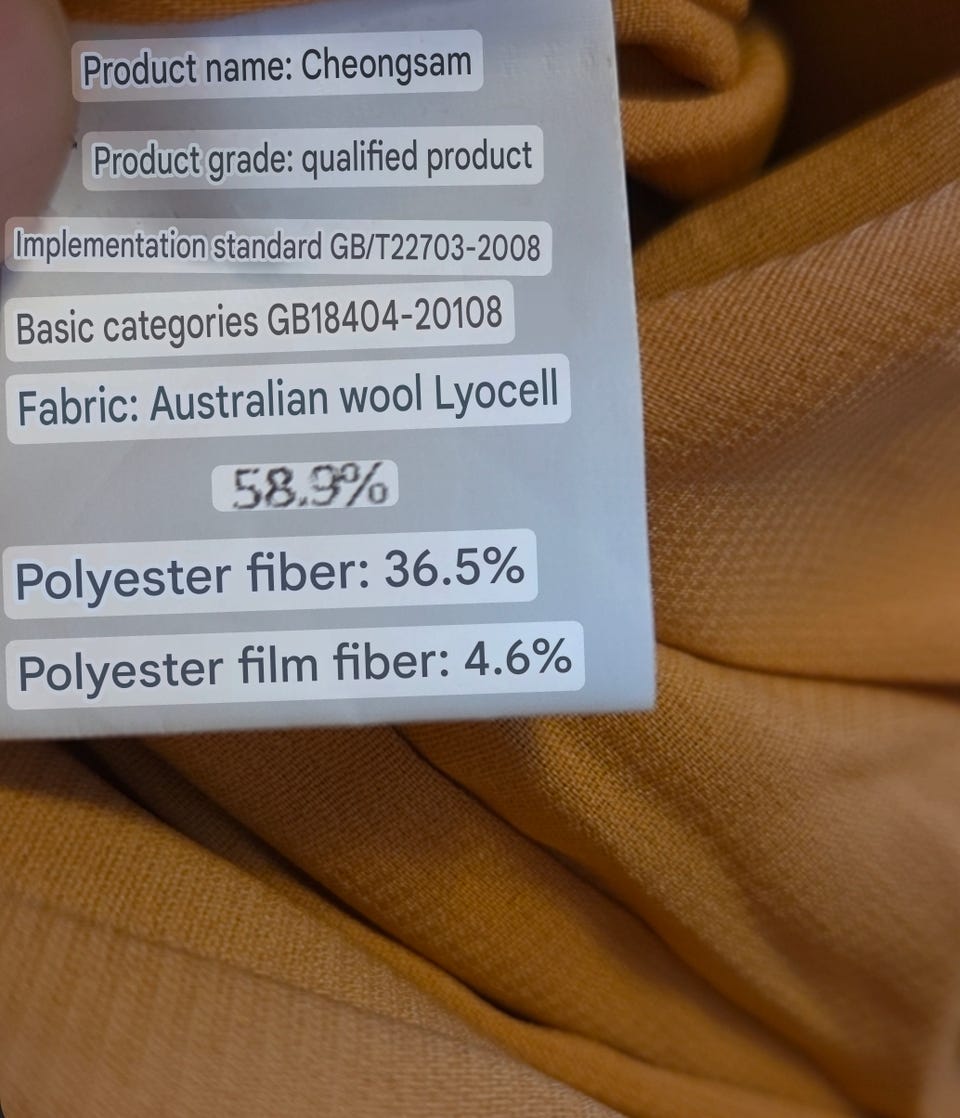 Product name: Cheongsam
Product grade: qualified product
Implementation standard GB/T22703-2008
Basic categories GB18404-20108
Fabric: Australian wool Lyocell
58.9%
Polyester fiber: 36.5%
Polyester film fiber: 4.6%